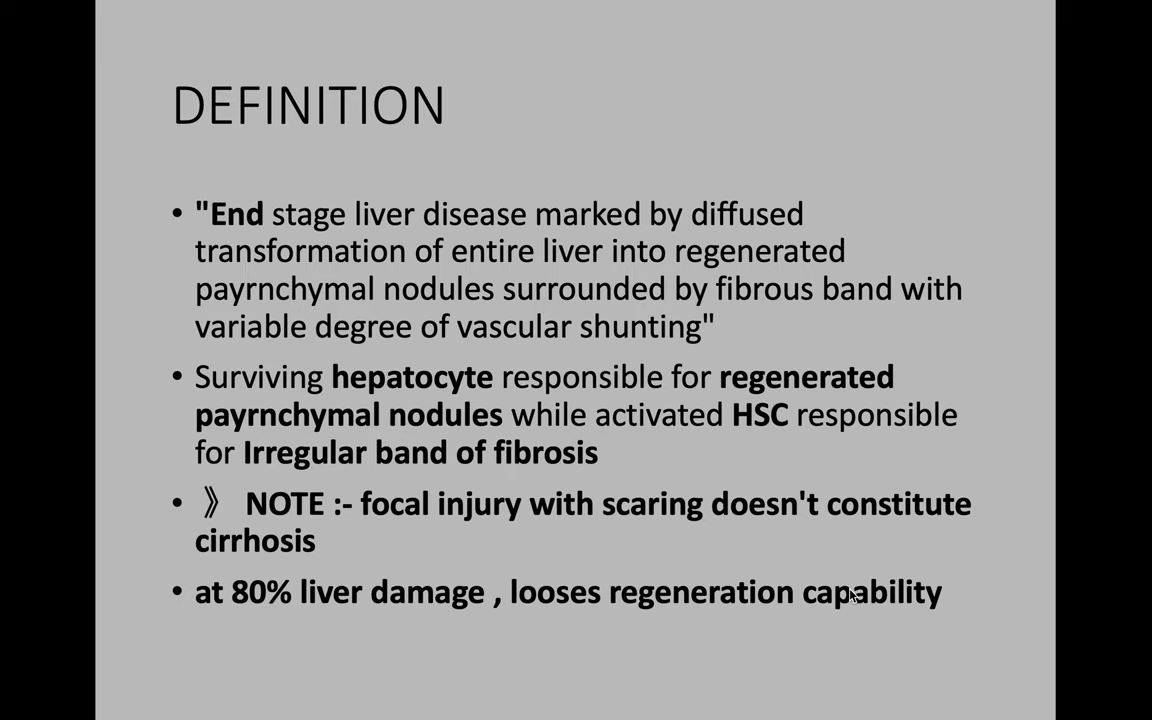 DEFINITION
• "End stage liver disease marked by diffused
transformation of entire liver into regenerated
payrnchymal nodules surrounded by fibrous band with
variable degree of vascular shunting"
• Surviving hepatocyte responsible for regenerated
payrnchymal nodules while activated HSC responsible
for Irregular band of fibrosis
• 》 NOTE :- focal injury with scaring doesn't constitute
cirrhosis
• at 80% liver damage , looses regeneration capability